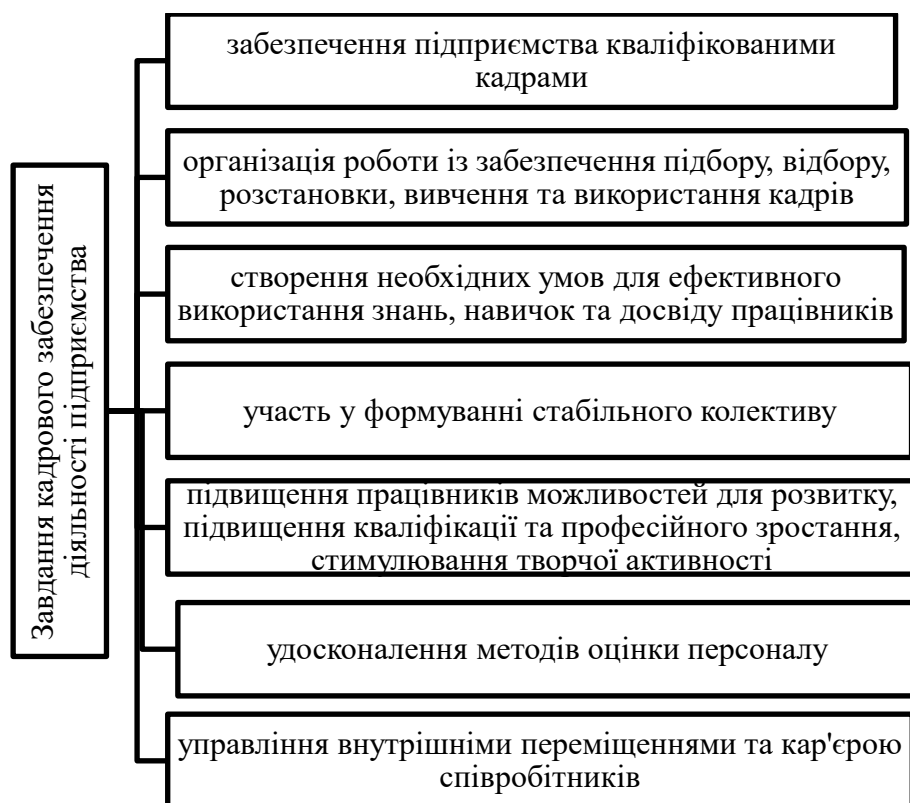 Завдання кадрового забезпечення
діяльності підприємства
забезпечення підприємства кваліфікованими
кадрами
організація роботи із забезпечення підбору, відбору,
розстановки, вивчення та використання кадрів
створення необхідних умов для ефективного
використання знань, навичок та досвіду працівників
участь у формуванні стабільного колективу
підвищення працівників можливостей для розвитку,
підвищення кваліфікації та професійного зростання,
стимулювання творчої активності
удосконалення методів оцінки персоналу
управління внутрішніми переміщеннями та кар'єрою
співробітників